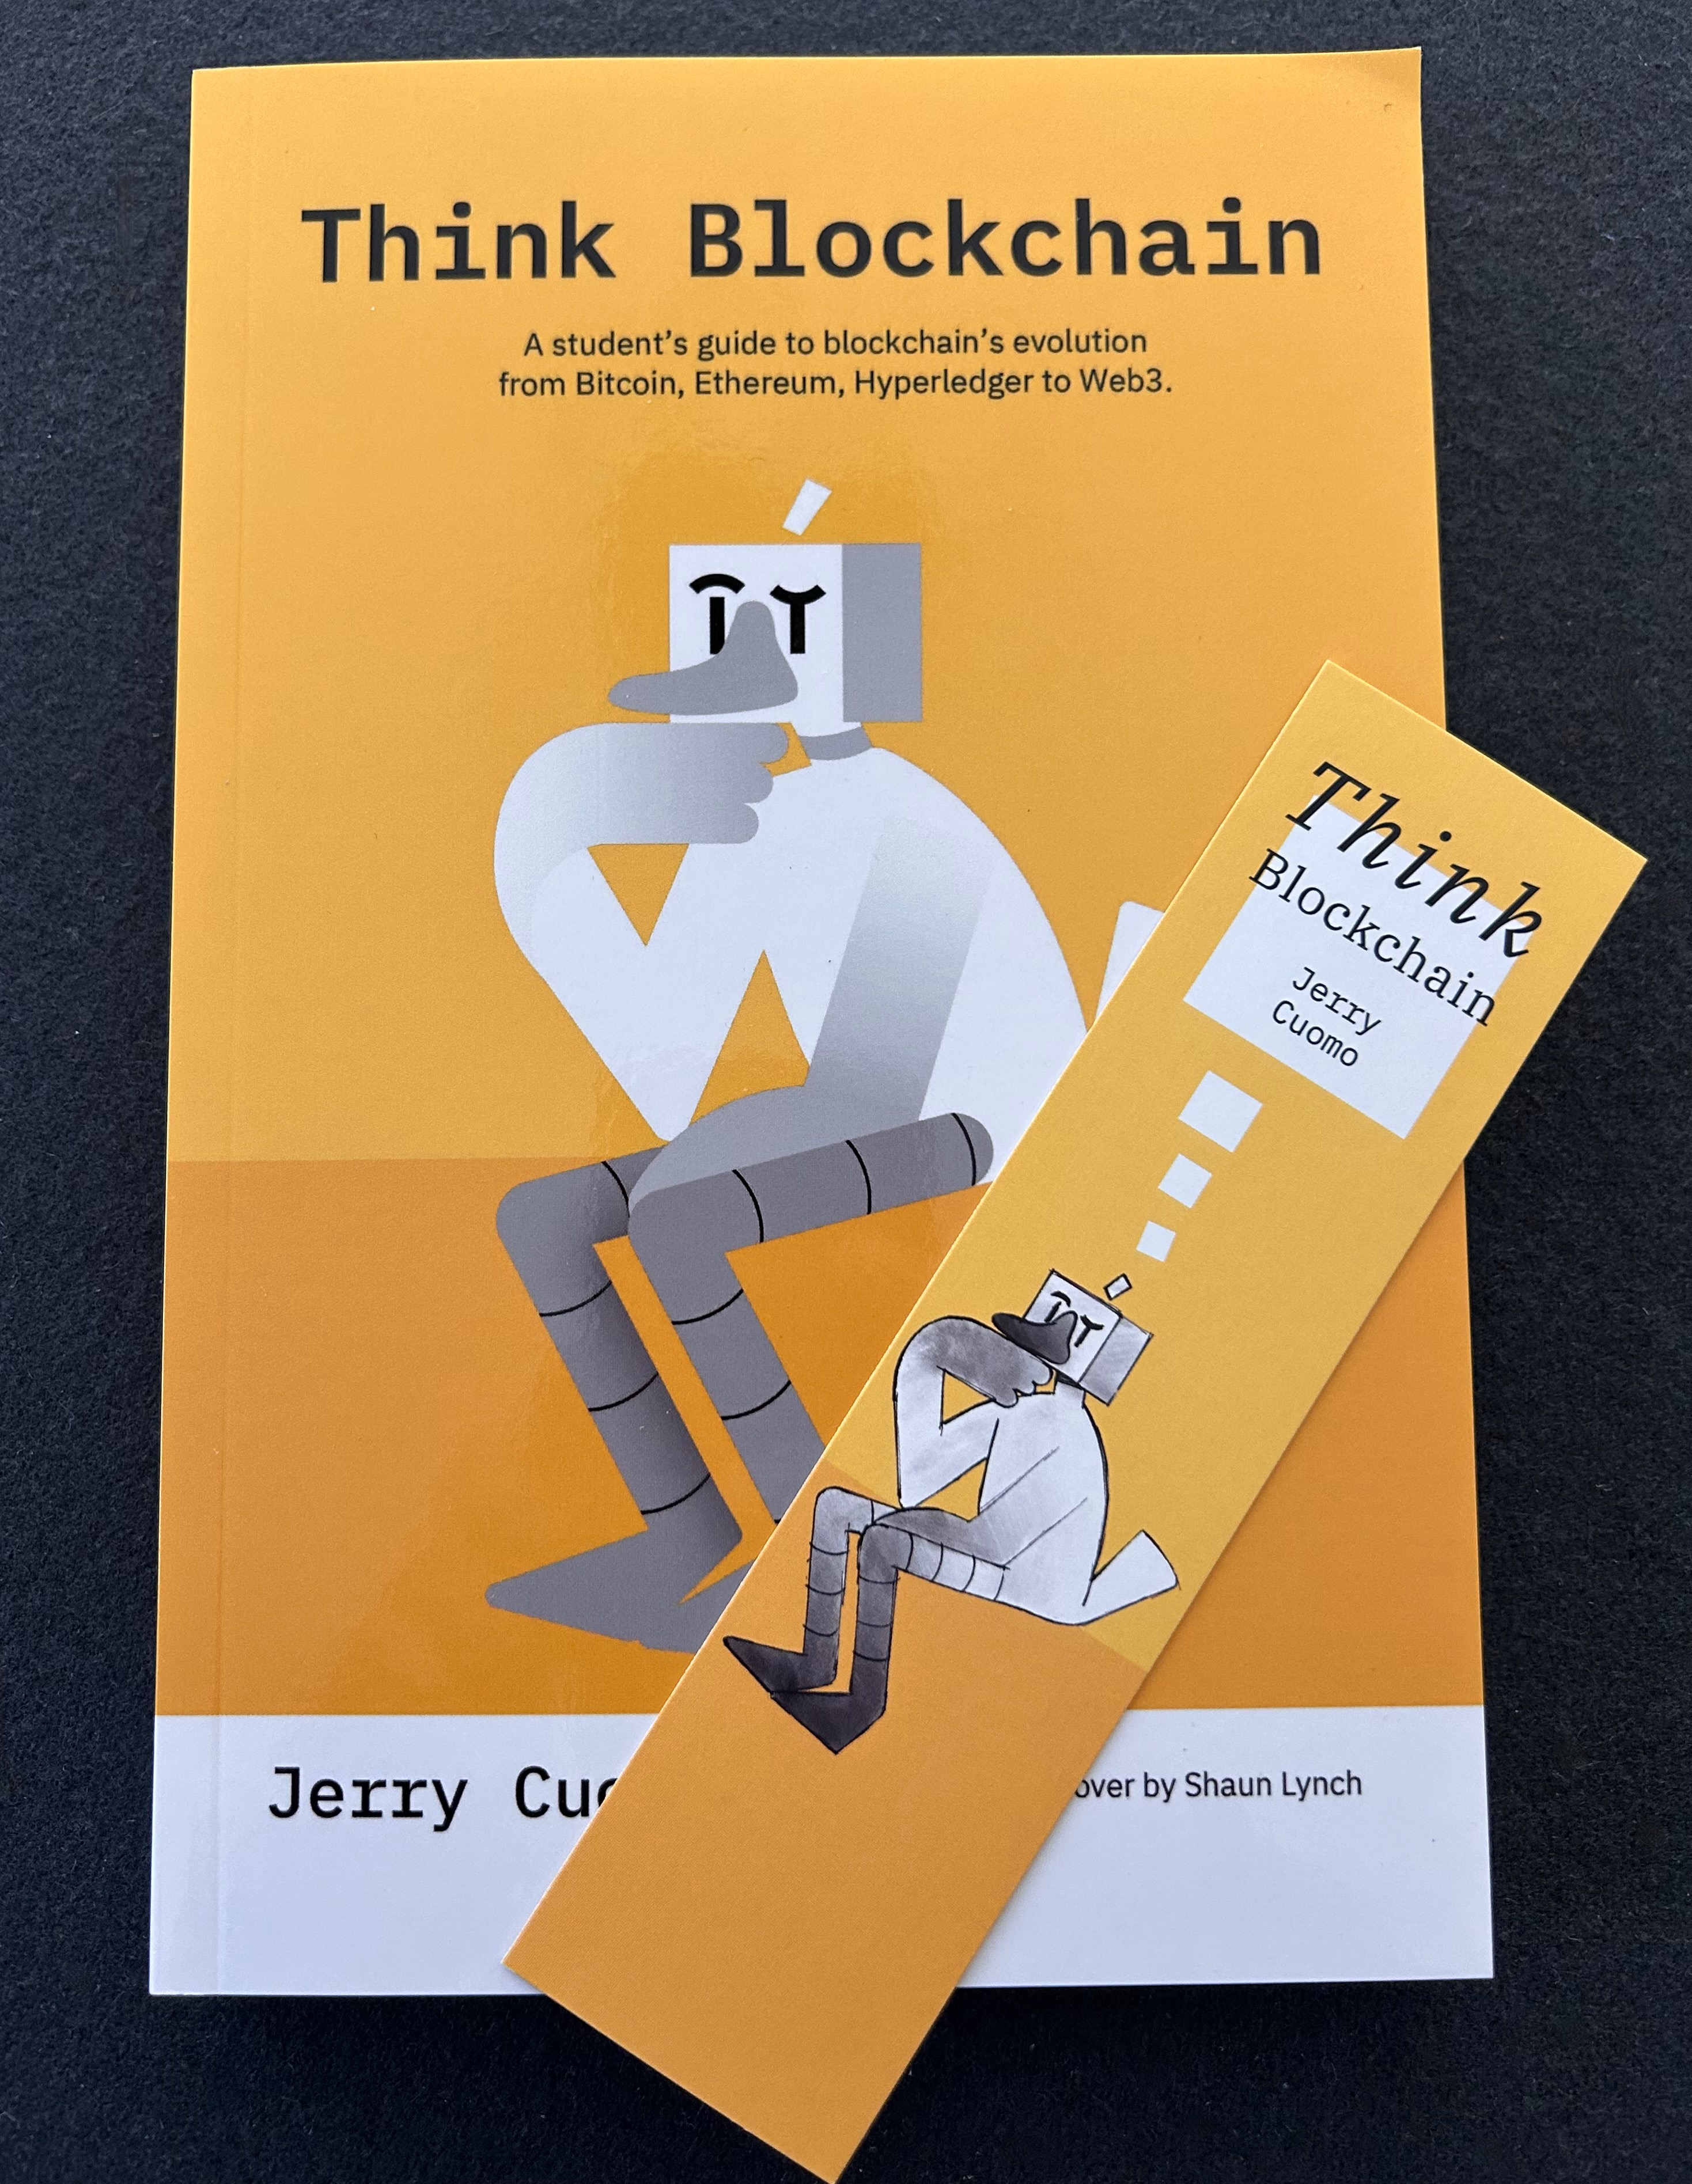 Think Blockchain
A student’s guide to blockchain’s evolution
from Bitcoin, Ethereum, Hyperledger to Web3.
Think
Blockchain
Jerry
Cuomo
Jerry
by Shaun Lynch